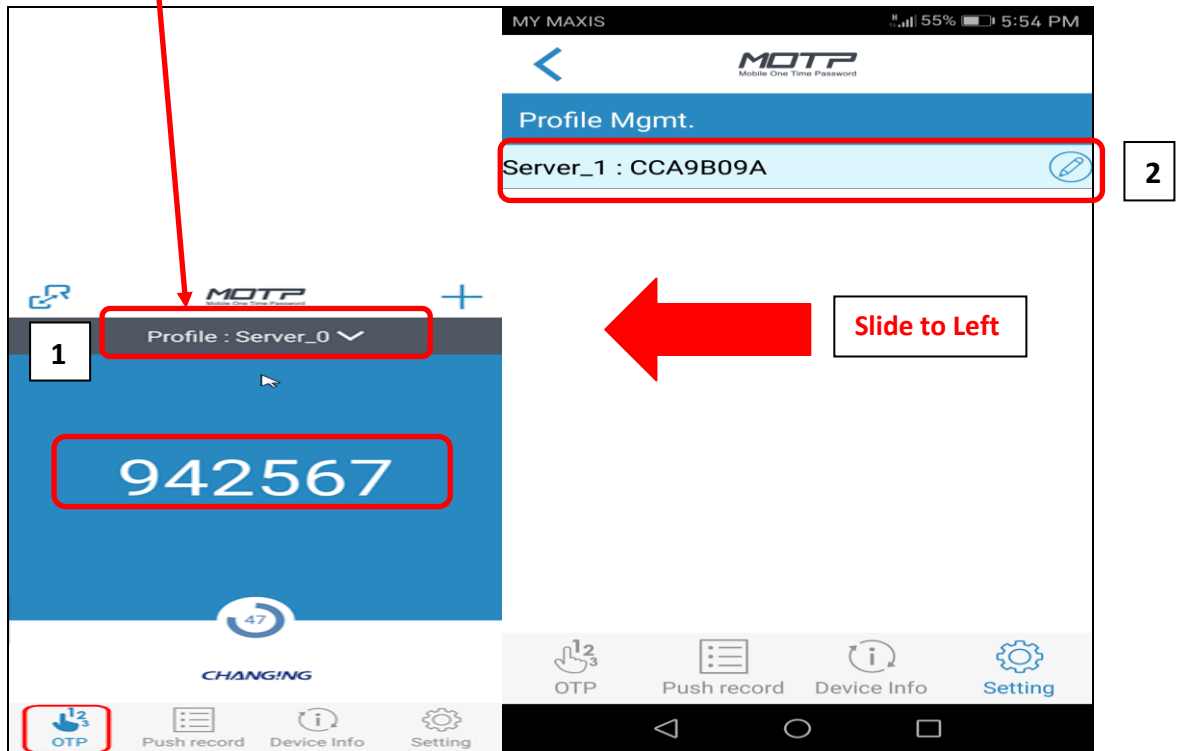 MOTP
Mobile One Time Password
1
Profile : Server_0
942567
47
CHANG!NG
OTP
Push record
Device Info
Setting
MY MAXIS
H
55%
5:54 PM
MOTP
Mobile One Time Password
Profile Mgmt.
Server_1 : CCA9B09A
2
Slide to Left
123
OTP
Push record
Device Info
Setting